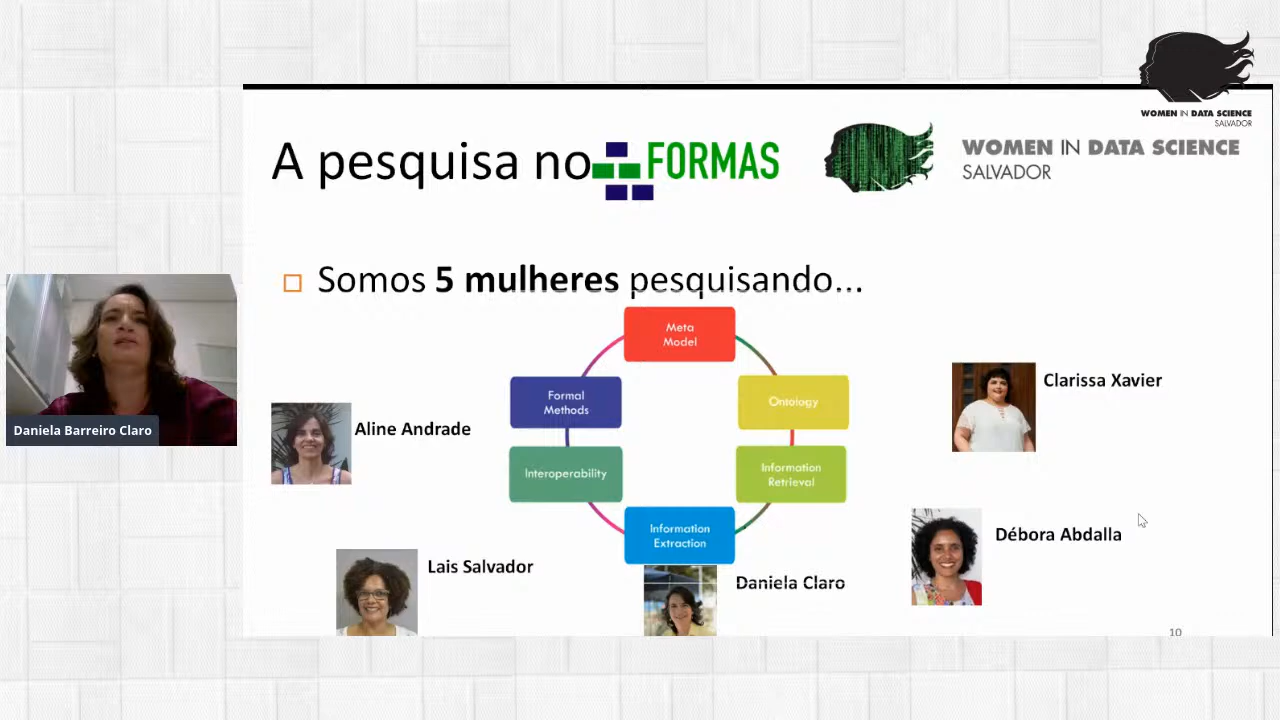 WOMEN IN DATA SCIENCE
SALVADOR
A pesquisa no FORMAS
WOMEN IN DATA SCIENCE
SALVADOR
Somos 5 mulheres pesquisando...
Meta
Model
Formal
Methods
Ontology
Interoperability
Information
Retrieval
Information
Extraction
Clarissa Xavier
Aline Andrade
Daniela Barreiro Claro
Débora Abdalla
Lais Salvador
Daniela Claro
10